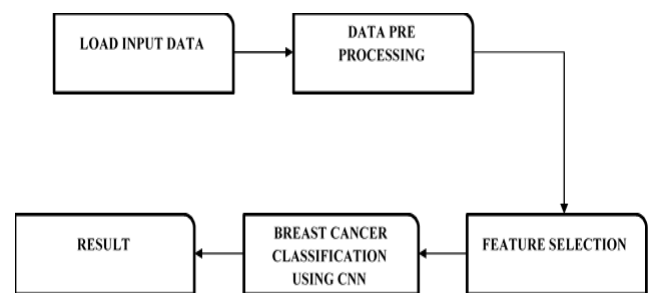 LOAD INPUT DATA
DATA PRE
PROCESSING
FEATURE SELECTION
BREAST CANCER
CLASSIFICATION
USING CNN
RESULT